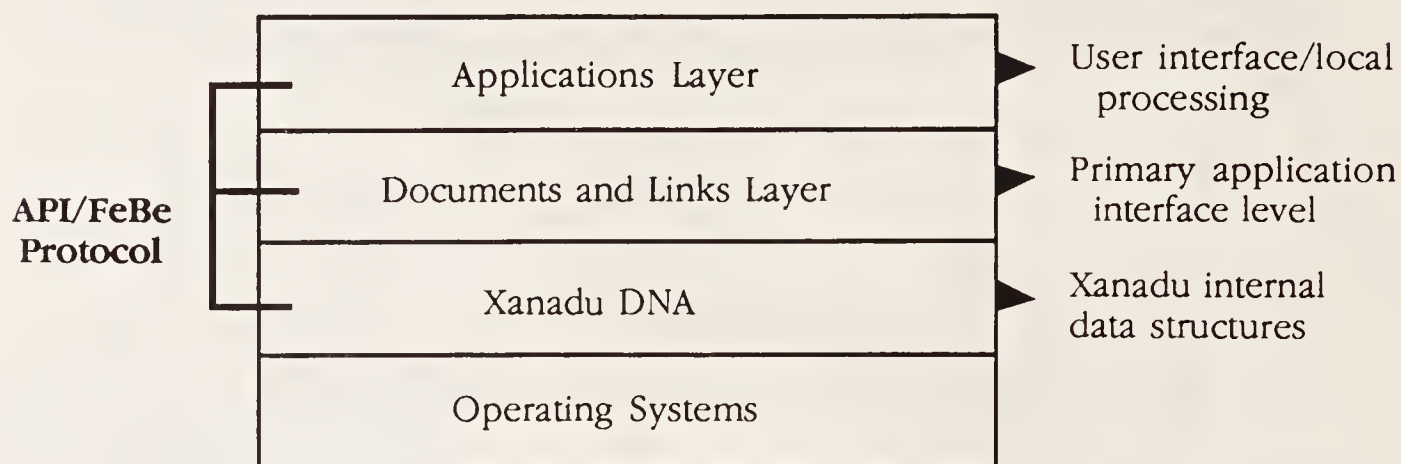 Applications Layer
User interface/local
processing
Documents and Links Layer
Primary application
interface level
API/FeBe
Protocol
Xanadu DNA
Xanadu internal
data structures
Operating Systems